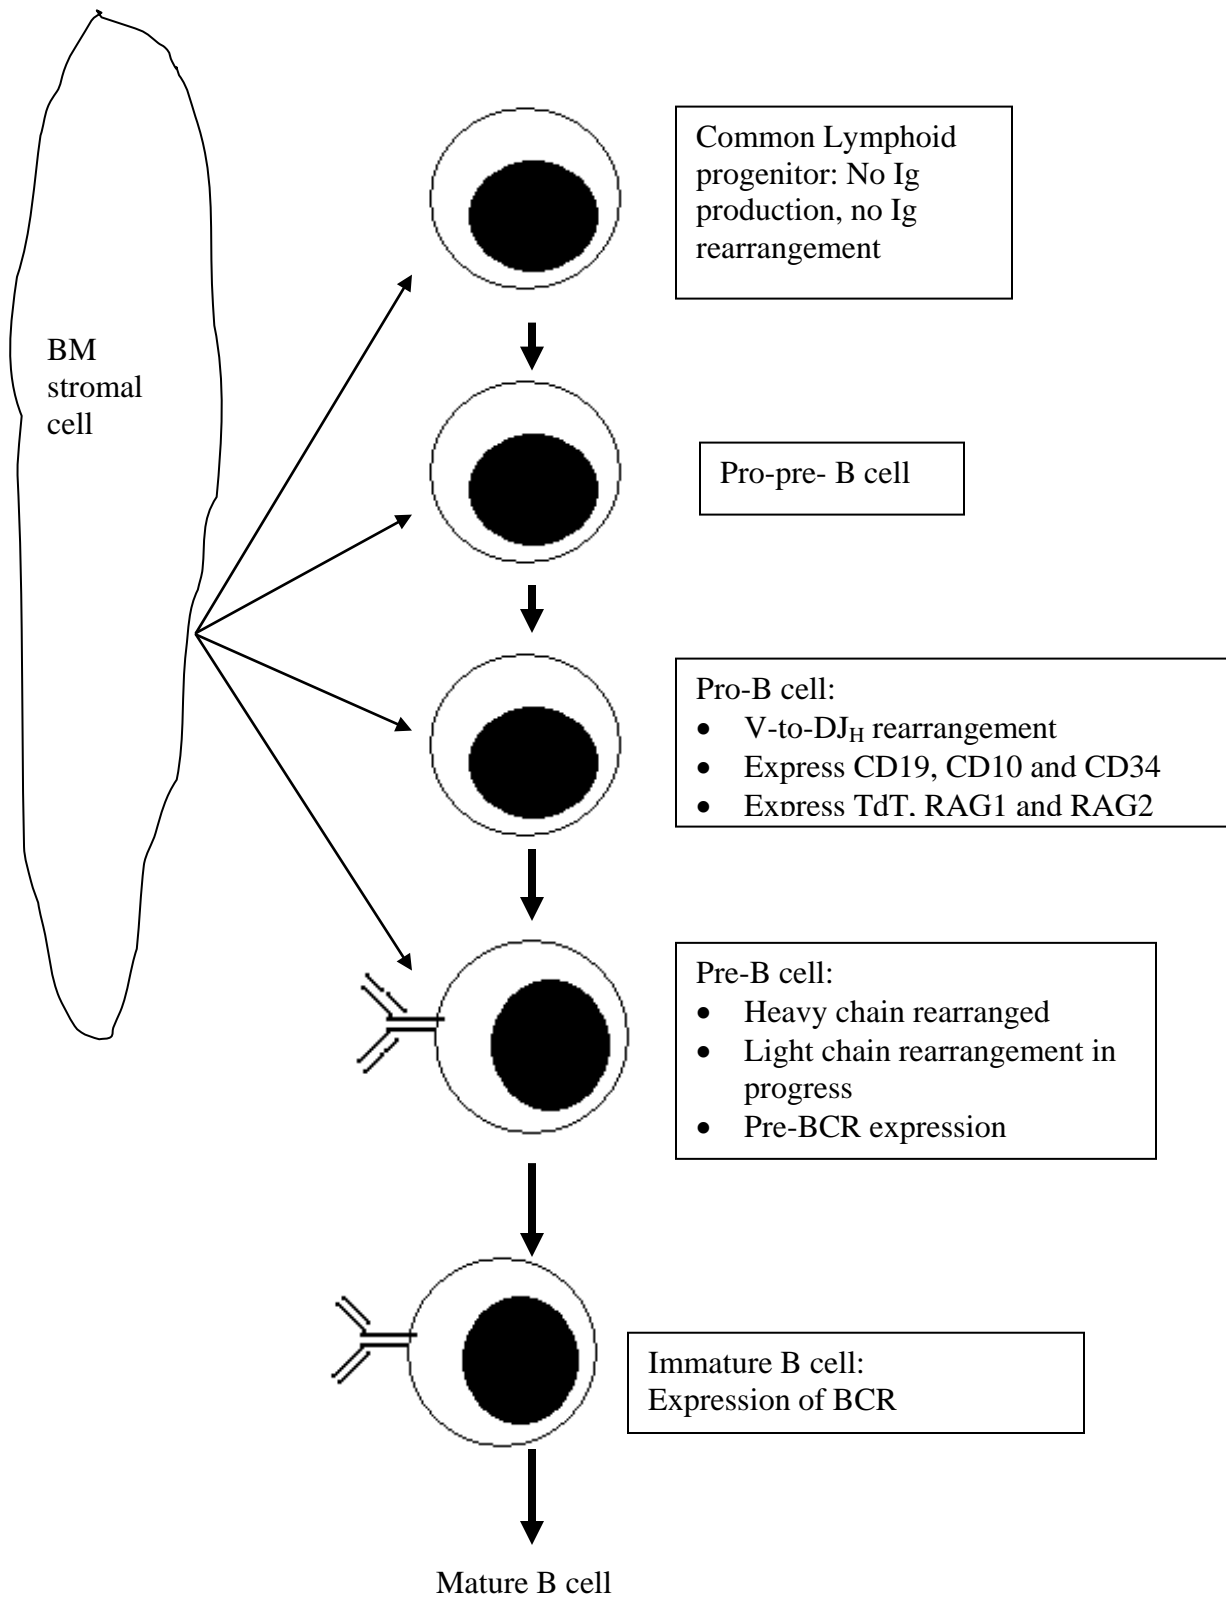 Common Lymphoid
progenitor: No Ig
production, no Ig
rearrangement
BM
stromal
cell
Pro-pre- B cell
Pro-B cell:
• V-to-DJH rearrangement
• Express CD19, CD10 and CD34
• Express TdT, RAG1 and RAG2
Pre-B cell:
• Heavy chain rearranged
• Light chain rearrangement in
progress
• Pre-BCR expression
Immature B cell:
Expression of BCR
Mature B cell